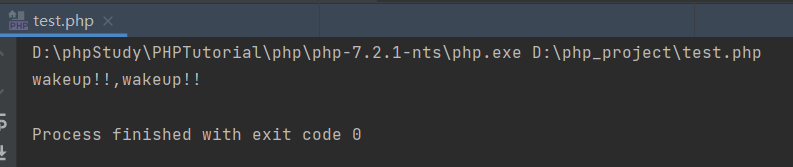 test.php
D:\phpStudy\PHPTutorial\php\php-7.2.1-nts\php.exe D:\php_project\test.php
wakeup!!,wakeup!!
Process finished with exit code 0